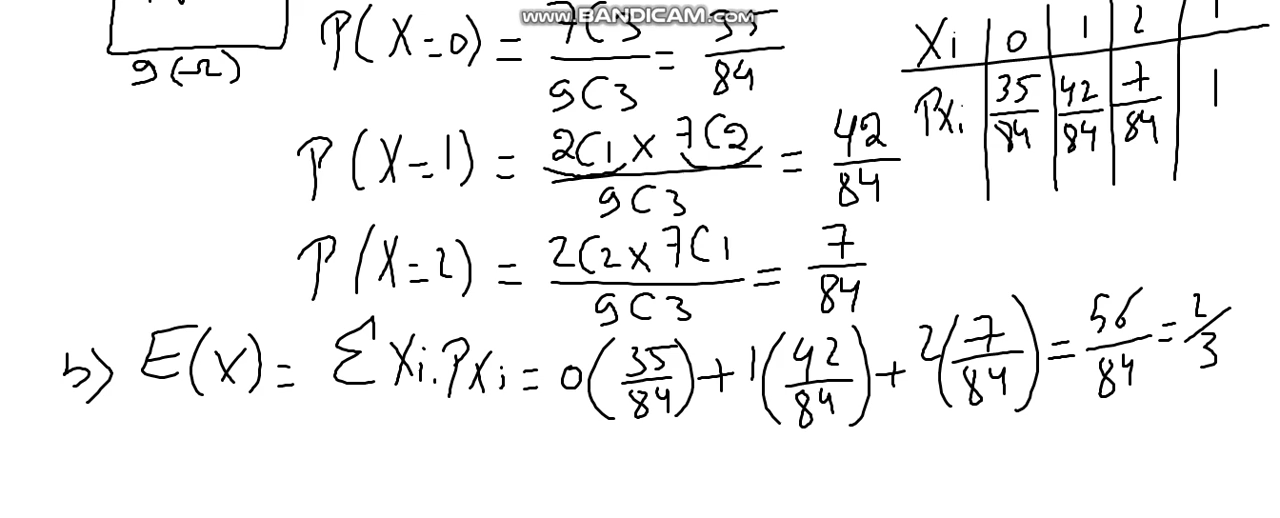 www.BANDICAM.com
P(X=0) = 7C3/9C3 = 35/84
9(Ω)
Xi | 0 | 1 | 2 |
Pxi | 35/84 | 42/84 | 7/84 | 1
P(X=1) = 2C1 x 7C2/9C3 = 42/84
P(X=2) = 2C2 x 7C1/9C3 = 7/84
b) E(X) = Σ Xi.Pxi = 0(35/84) + 1(42/84) + 2(7/84) = 56/84 = 2/3